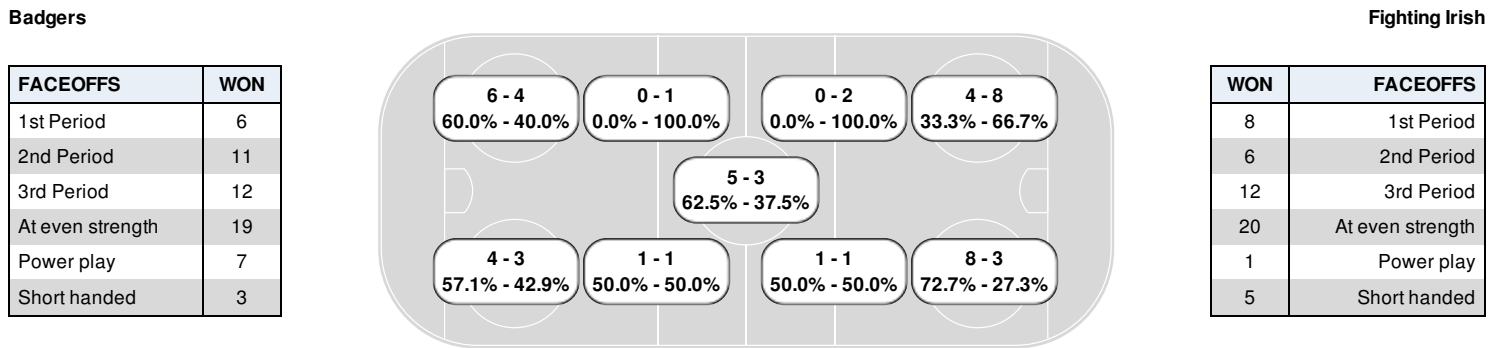 Badgers
Fighting Irish
FACEOFFS WON
1st Period 6
2nd Period 11
3rd Period 12
At even strength 19
Power play 7
Short handed 3
6 - 4
60.0% - 40.0%
0 - 1
0.0% - 100.0%
0 - 2
0.0% - 100.0%
4 - 8
33.3% - 66.7%
5 - 3
62.5% - 37.5%
4 - 3
57.1% - 42.9%
1 - 1
50.0% - 50.0%
1 - 1
50.0% - 50.0%
8 - 3
72.7% - 27.3%
WON FACEOFFS
8 1st Period
6 2nd Period
12 3rd Period
20 At even strength
1 Power play
5 Short handed